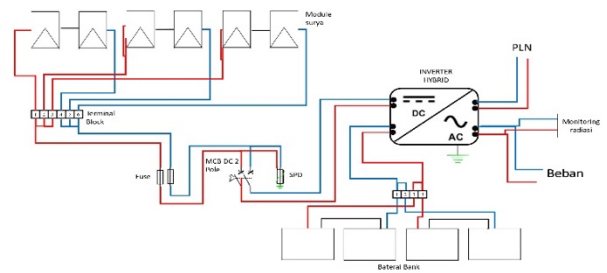 Module
surya
PLN
INVERTER
HYBRID
DC
AC
Monitoring
radiasi
Beban
Terminal
Block
Fuse
MCB DC 2
Pole
SPD
Baterai Bank